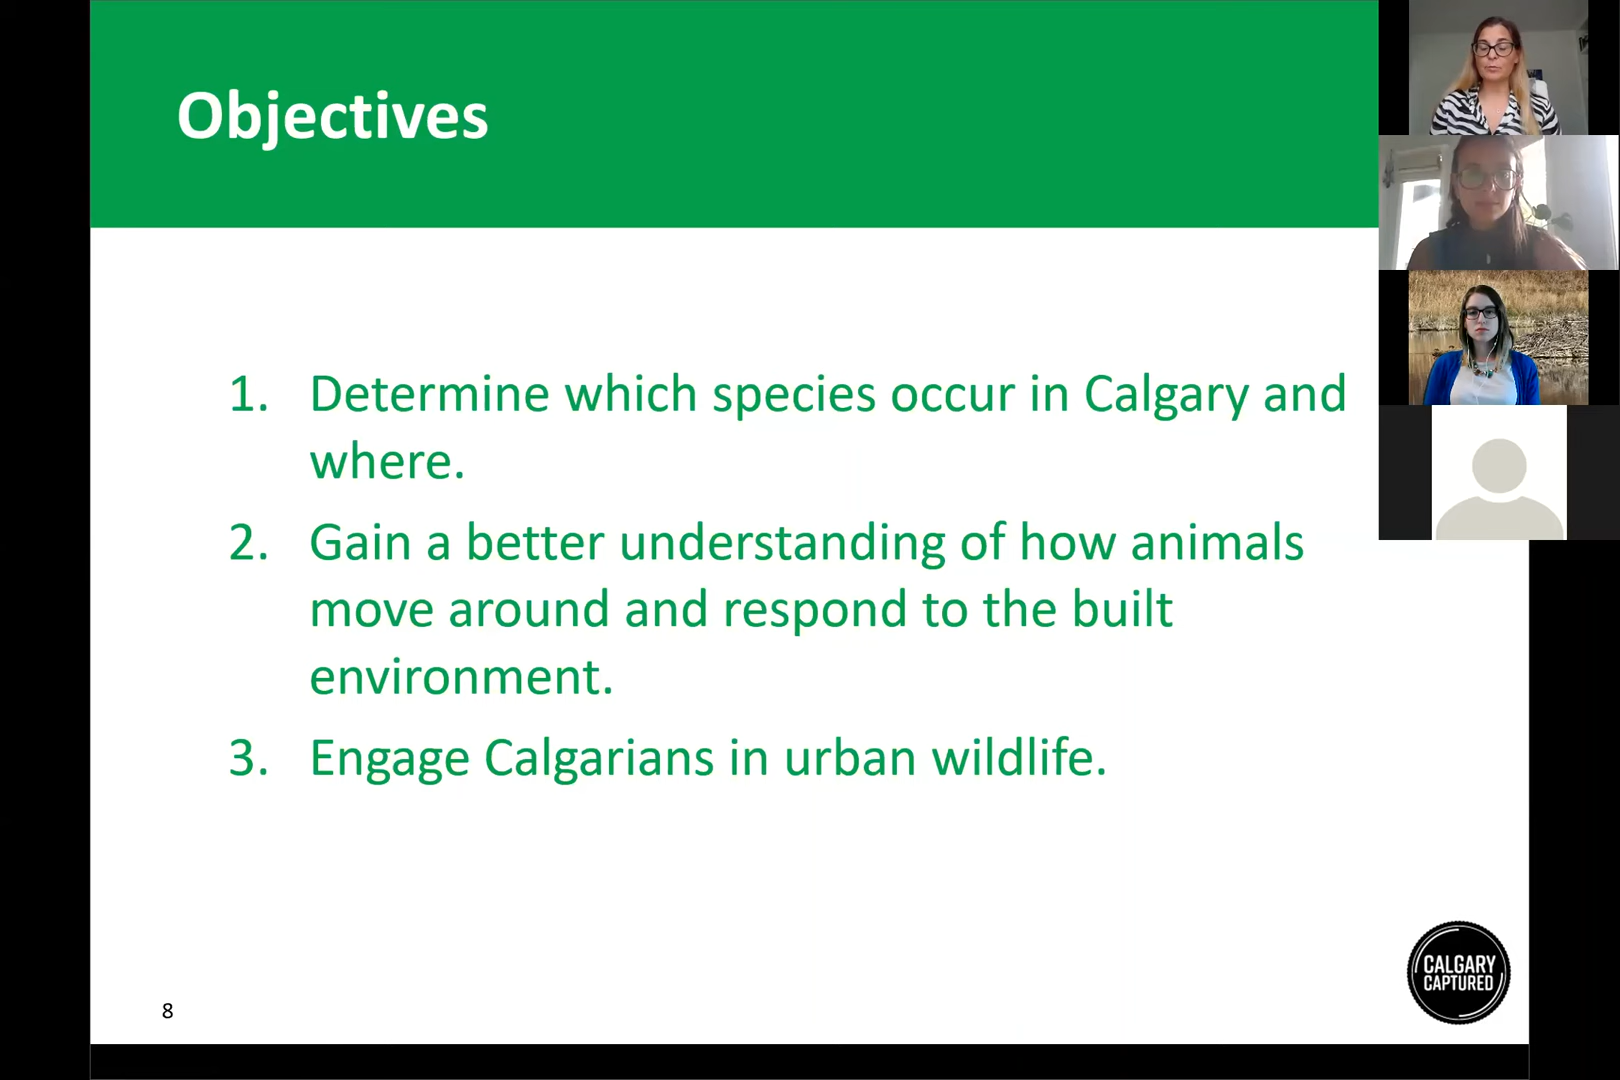 Objectives
1. Determine which species occur in Calgary and
where.
2. Gain a better understanding of how animals
move around and respond to the built
environment.
3. Engage Calgarians in urban wildlife.
8
CALGARY
CAPTURED